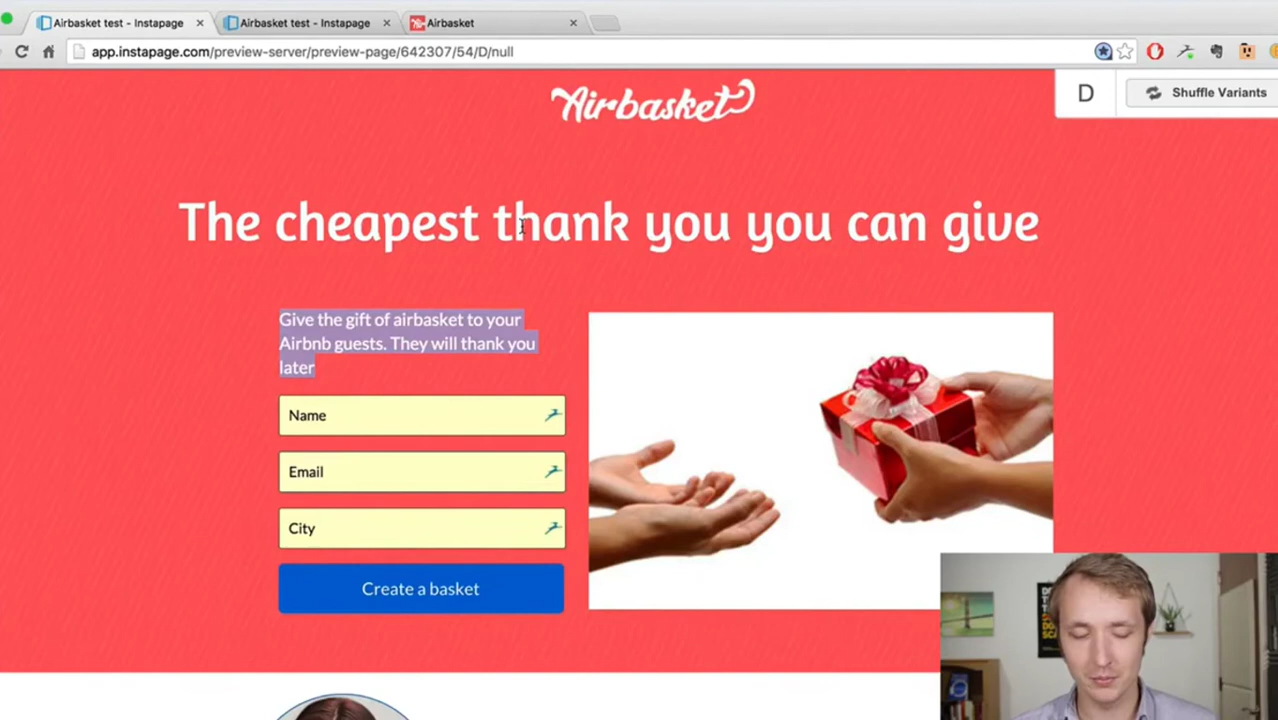 Airbasket test - Instapage
Airbasket test - Instapage
Airbasket
app.instapage.com/preview-server/preview-page/642307/54/D/null
Airbasket
D
Shuffle Variants
The cheapest thank you you can give
Give the gift of airbasket to your
Airbnb guests. They will thank you
later
Name
Email
City
Create a basket